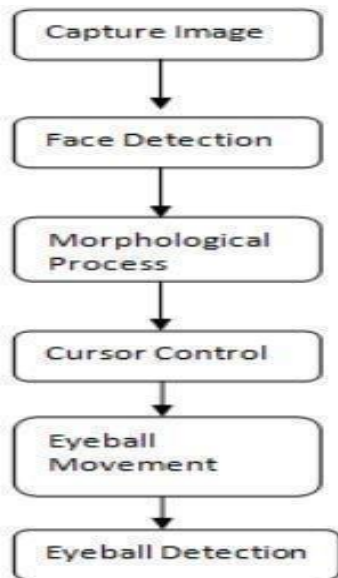 Capture Image
Face Detection
Morphological
Process
Cursor Control
Eyeball
Movement
Eyeball Detection